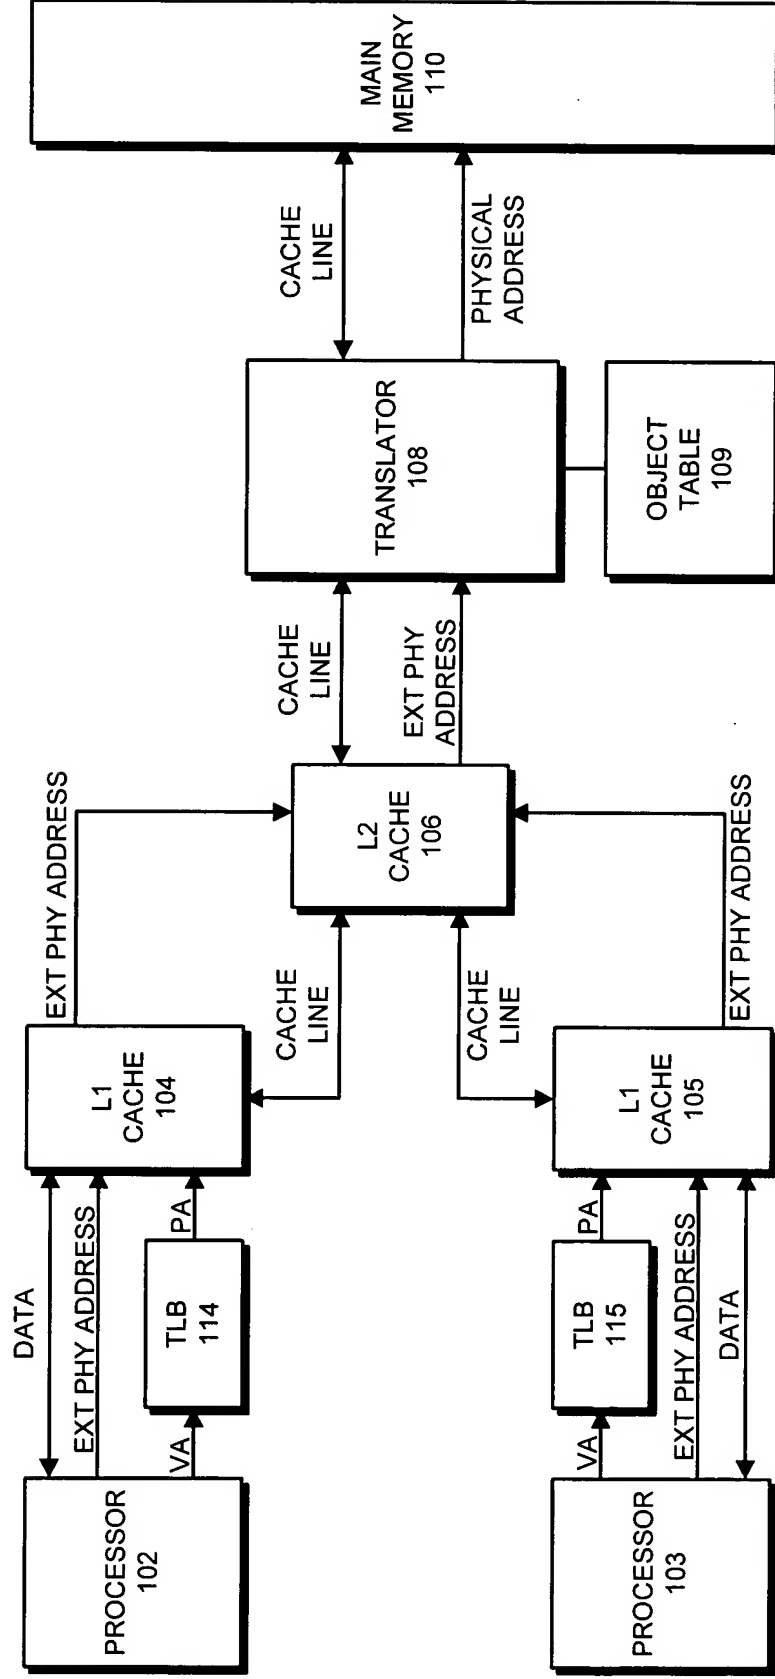 PROCESSOR
102
DATA
EXT PHY ADDRESS
VA
TLB
114
PA
L1
CACHE
104
EXT PHY ADDRESS
CACHE
LINE
PROCESSOR
103
VA
TLB
115
PA
EXT PHY ADDRESS
DATA
L1
CACHE
105
CACHE
LINE
EXT PHY ADDRESS
L2
CACHE
106
CACHE
LINE
EXT PHY
ADDRESS
TRANSLATOR
108
OBJECT
TABLE
109
CACHE
LINE
PHYSICAL
ADDRESS
MAIN
MEMORY
110